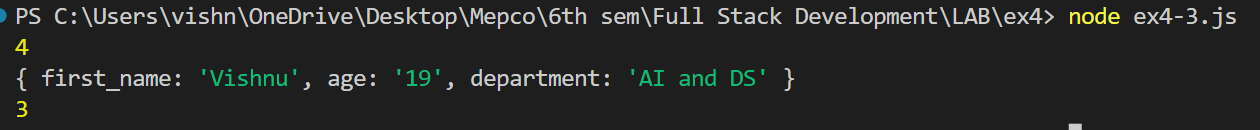 PS C:\Users\vishn\OneDrive\Desktop\Mepco\6th sem\Full Stack Development\LAB\ex4> node ex4-3.js
4
{ first_name: 'Vishnu', age: '19', department: 'AI and DS' }
3